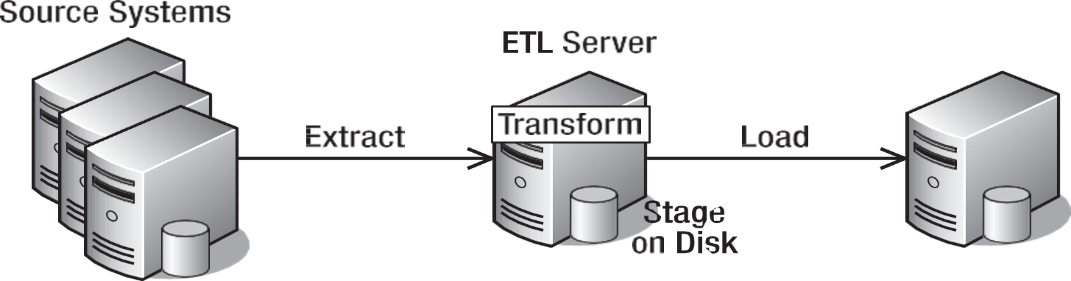 Source Systems
ETL Server
Extract
Transform
Load
Stage
on Disk